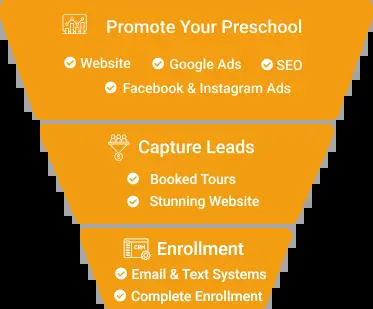 Promote Your Preschool
Website Google Ads SEO
Facebook & Instagram Ads
Capture Leads
Booked Tours
Stunning Website
CRM
Enrollment
Email & Text Systems
Complete Enrollment